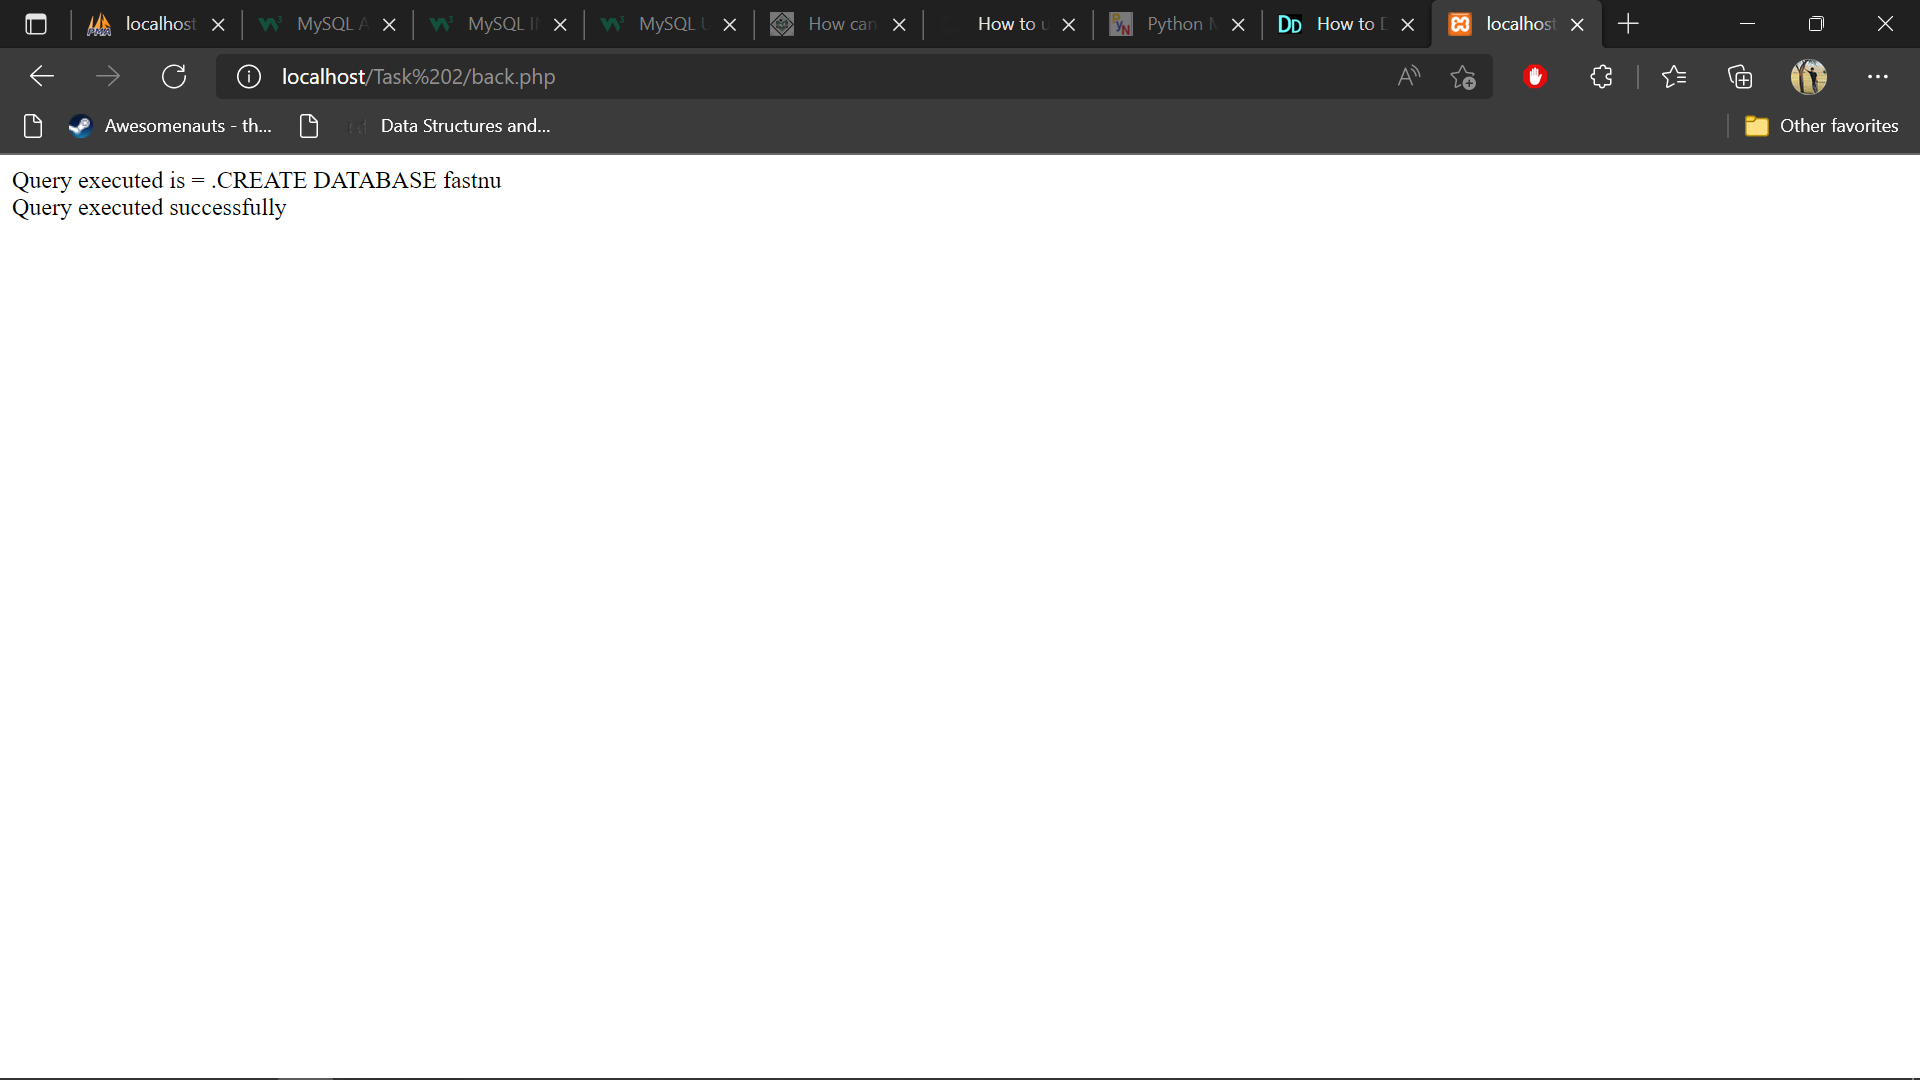 localhost
MySQL A
MySQL I
MySQL U
How can
How to u
Python
How to D
localhost
localhost/Task%202/back.php
Awesomenauts - th...
Data Structures and...
Other favorites
Query executed is = .CREATE DATABASE fastnu
Query executed successfully